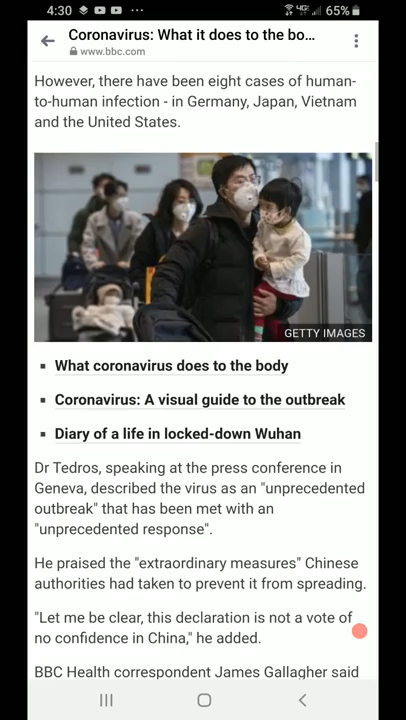 4:30
4G
65%
Coronavirus: What it does to the bo...
www.bbc.com
However, there have been eight cases of human-
to-human infection - in Germany, Japan, Vietnam
and the United States.
GETTY IMAGES
What coronavirus does to the body
Coronavirus: A visual guide to the outbreak
Diary of a life in locked-down Wuhan
Dr Tedros, speaking at the press conference in
Geneva, described the virus as an "unprecedented
outbreak" that has been met with an
"unprecedented response".
He praised the "extraordinary measures" Chinese
authorities had taken to prevent it from spreading.
"Let me be clear, this declaration is not a vote of
no confidence in China," he added.
BBC Health correspondent James Gallagher said